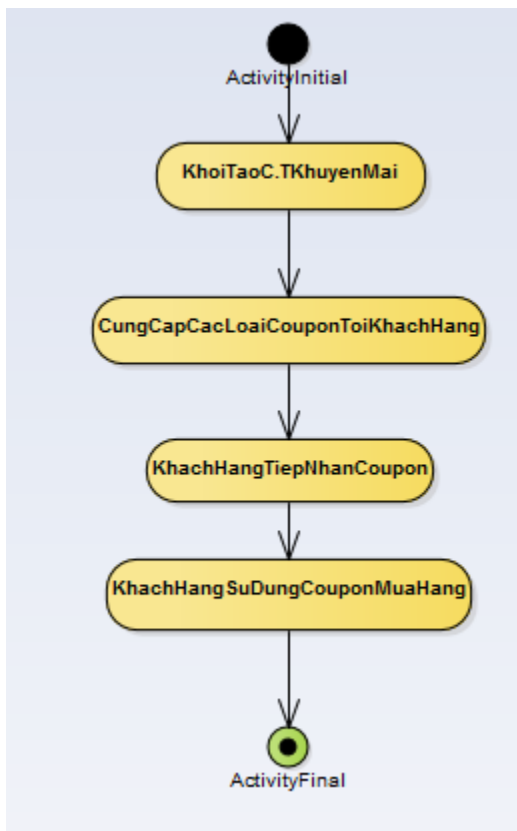 ActivityInitial
KhoiTaoC.TKhuyenMai
CungCapCacLoaiCouponToiKhachHang
KhachHangTiepNhanCoupon
KhachHangSuDungCouponMuaHang
ActivityFinal